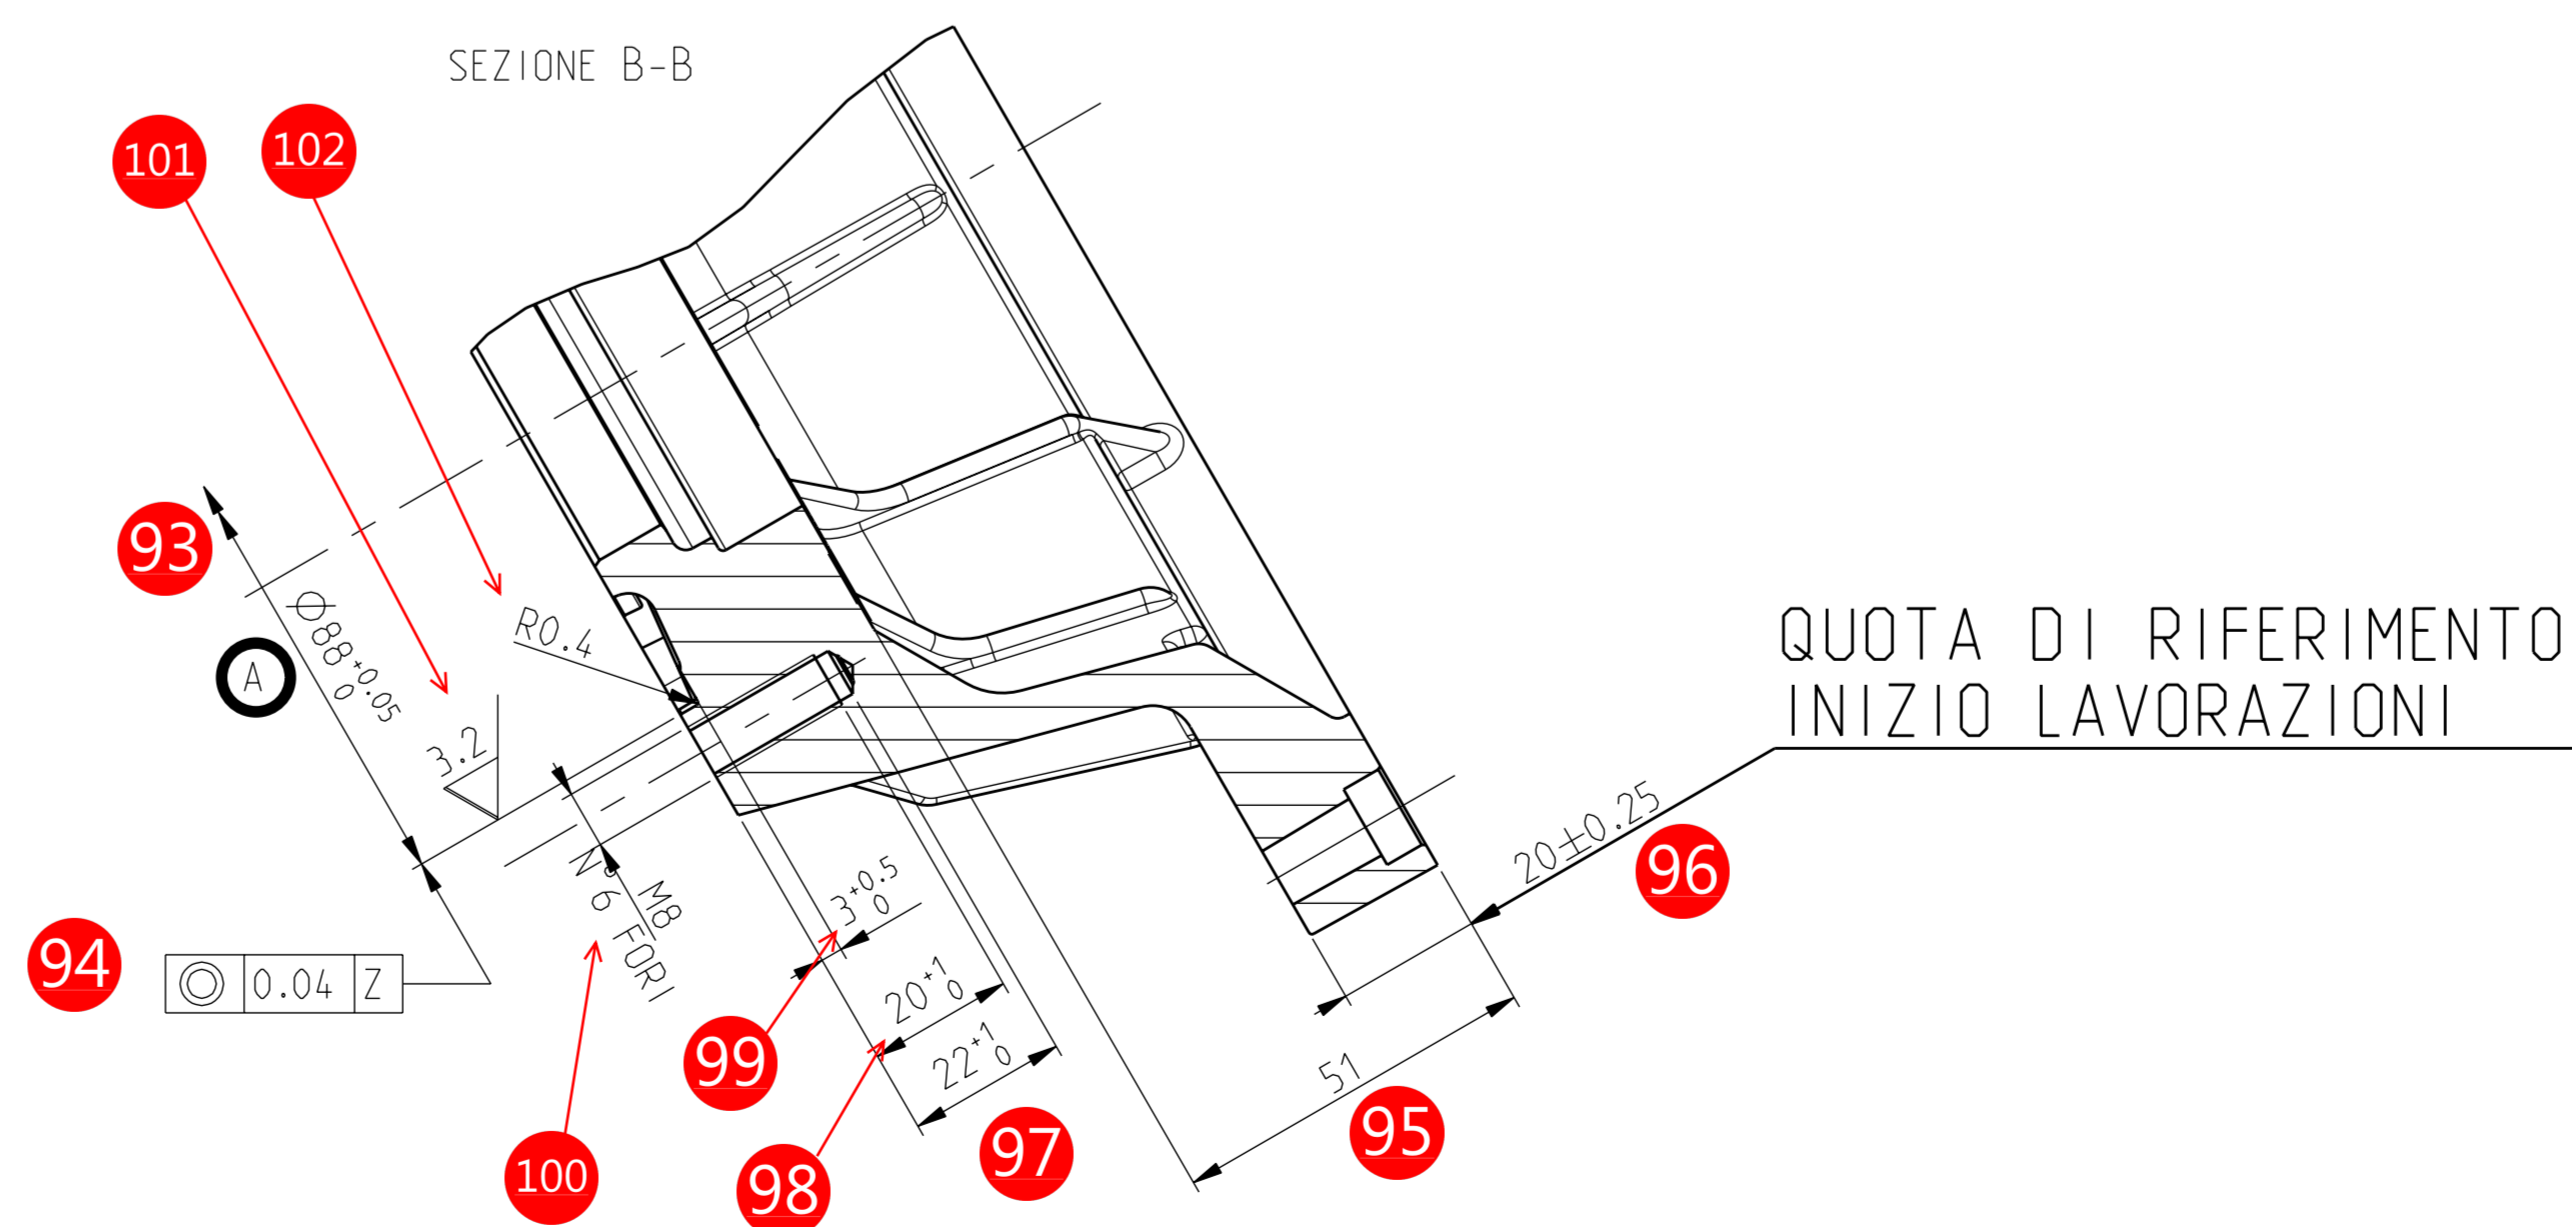 SEZIONE B-B
101
102
93
Ø88 +0.05 0
A
R0.4
3.2
QUOTA DI RIFERIMENTO
INIZIO LAVORAZIONI
20±0.25
96
M8
N°6 FORI
3 +0.5 0
94
0.04 Z
20 +1 0
99
22 +1 0
51
95
97
100
98